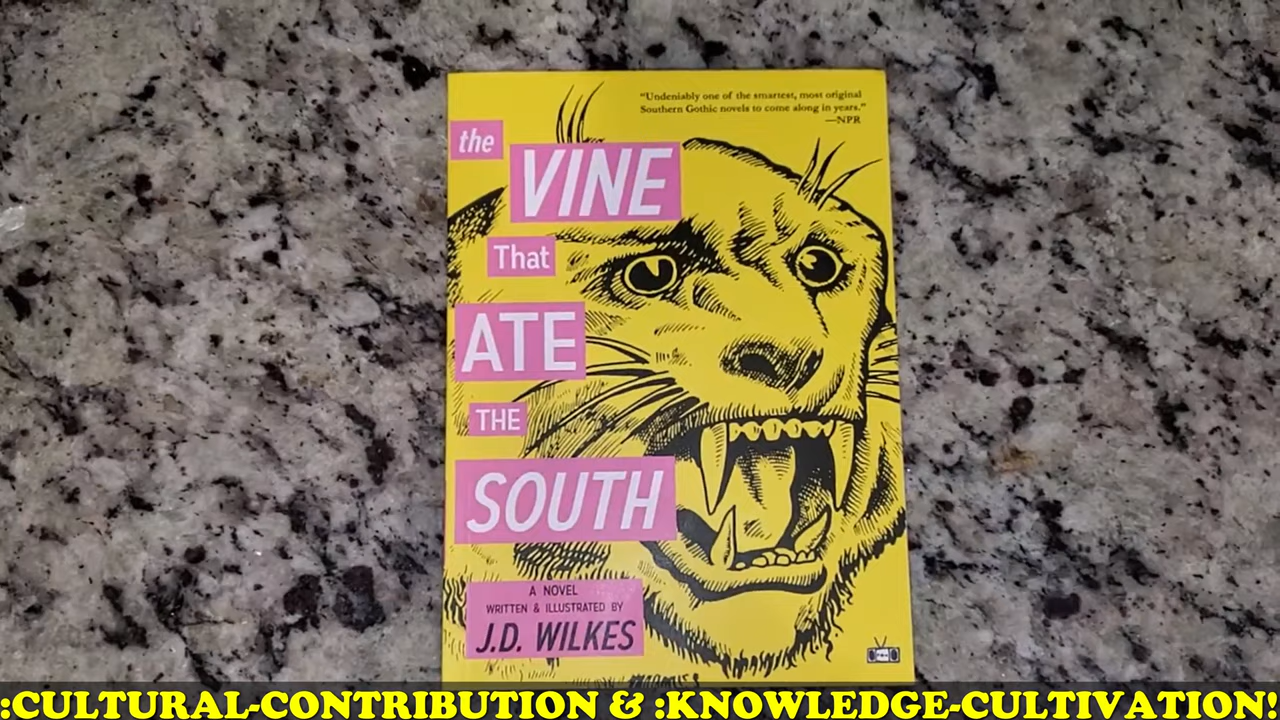 “Undeniably one of the smartest, most original
Southern Gothic novels to come along in years.”
—NPR
the
VINE
That
ATE
THE
SOUTH
A NOVEL
WRITTEN & ILLUSTRATED BY
J.D. WILKES
:CULTURAL-CONTRIBUTION & :KNOWLEDGE-CULTIVATION!